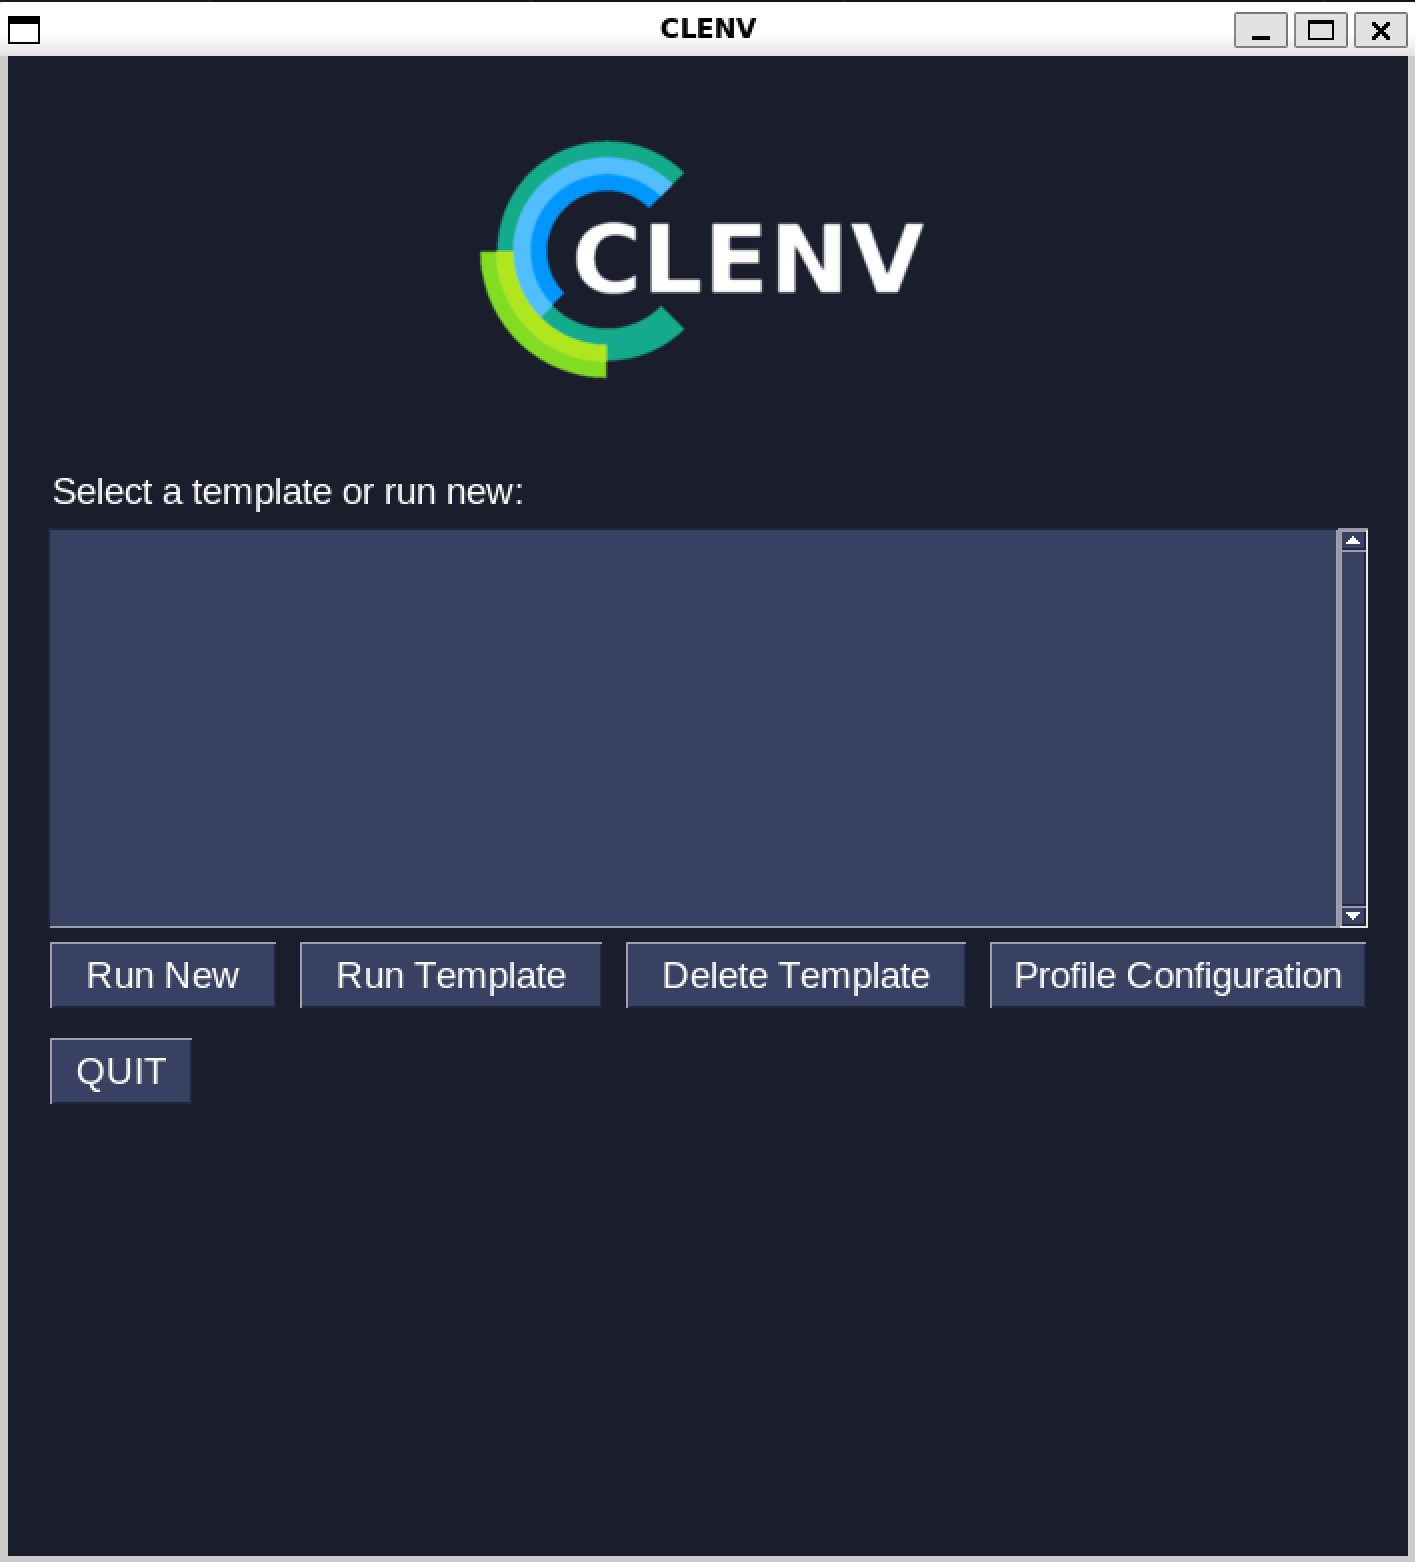 CLENV
CLENV
Select a template or run new:
Run New Run Template Delete Template Profile Configuration
QUIT